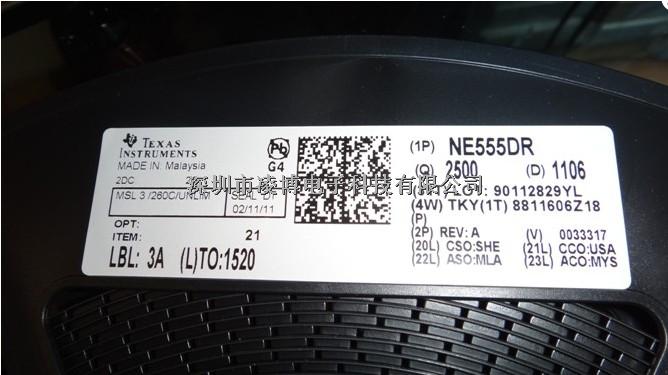 TEXAS
INSTRUMENTS
MADE IN: Malaysia
2DC
MSL 3 /260C/UNLIM
SEAL DT
02/11/11
OPT:
ITEM: 21
LBL: 3A (L)TO:1520
Pb
G4
(1P) NE555DR
(Q) 2500 (D) 1106
90112829YL
(4W) TKY(1T) 8811606Z18
(P)
(2P) REV: A (V) 0033317
(20L) CSO:SHE (21L) CCO:USA
(22L) ASO:MLA (23L) ACO:MYS
深圳市凌博电子科技有限公司